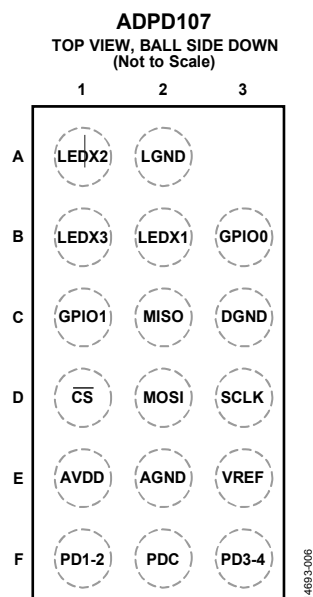 ADPD107
TOP VIEW, BALL SIDE DOWN
(Not to Scale)
1 2 3
A LEDX2 LGND
B LEDX3 LEDX1 GPIO0
C GPIO1 MISO DGND
D C̅S̅ MOSI SCLK
E AVDD AGND VREF
F PD1-2 PDC PD3-4
4693-006